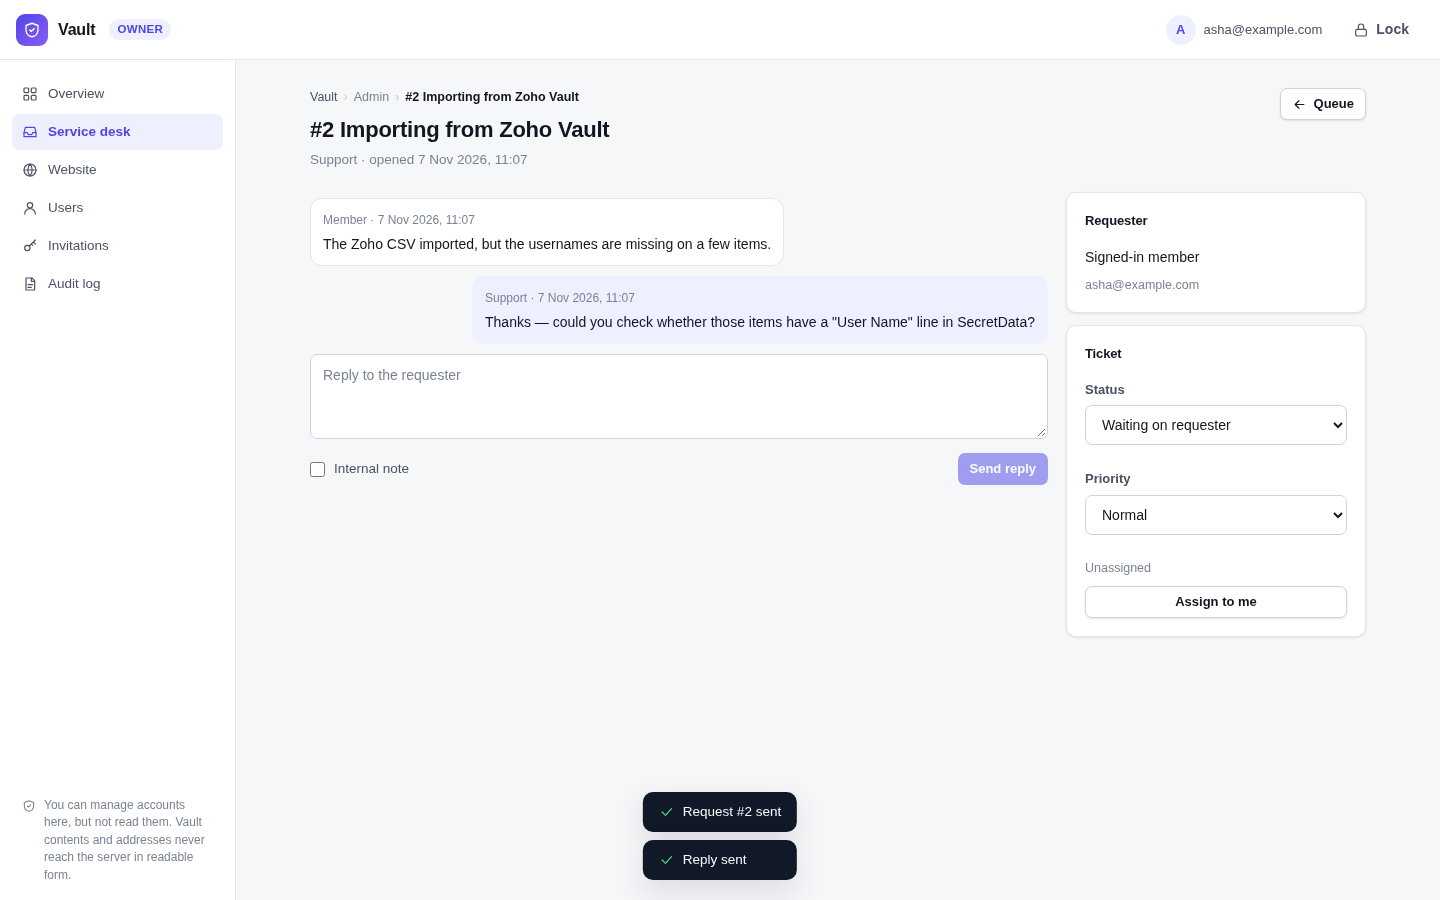 Vault OWNER
A asha@example.com Lock
Overview
Service desk
Website
Users
Invitations
Audit log
You can manage accounts
here, but not read them. Vault
contents and addresses never
reach the server in readable
form.
Vault › Admin › #2 Importing from Zoho Vault
Queue
#2 Importing from Zoho Vault
Support · opened 7 Nov 2026, 11:07
Member · 7 Nov 2026, 11:07
The Zoho CSV imported, but the usernames are missing on a few items.
Support · 7 Nov 2026, 11:07
Thanks — could you check whether those items have a "User Name" line in SecretData?
Reply to the requester
Internal note
Send reply
Requester
Signed-in member
asha@example.com
Ticket
Status
Waiting on requester
Priority
Normal
Unassigned
Assign to me
Request #2 sent
Reply sent